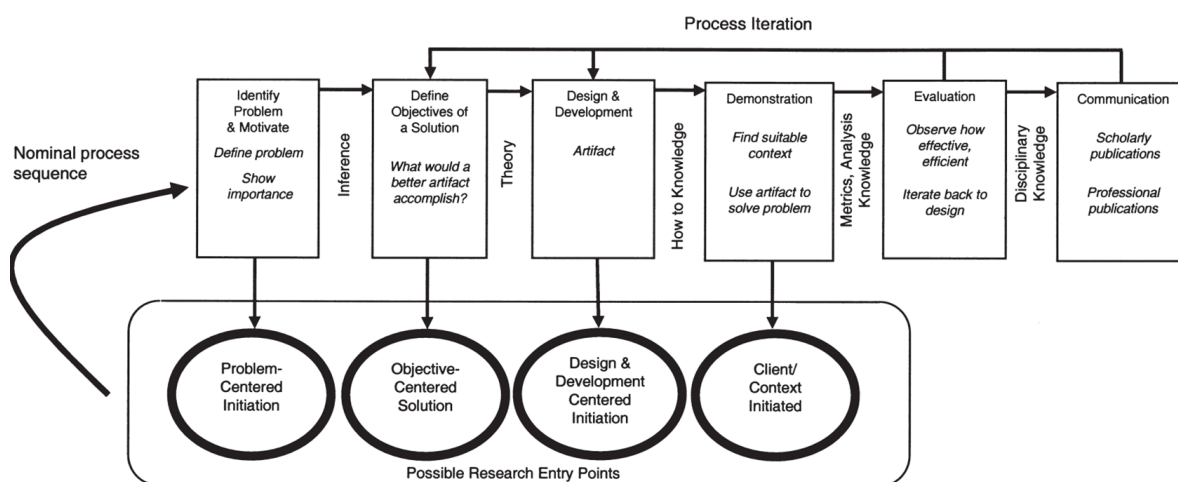 Process Iteration
Nominal process
sequence
Identify
Problem
& Motivate
Define problem
Show
importance
Inference
Define
Objectives of
a Solution
What would a
better artifact
accomplish?
Theory
Design &
Development
Artifact
How to Knowledge
Demonstration
Find suitable
context
Use artifact to
solve problem
Metrics, Analysis
Knowledge
Evaluation
Observe how
effective,
efficient
Iterate back to
design
Disciplinary
Knowledge
Communication
Scholarly
publications
Professional
publications
Problem-
Centered
Initiation
Objective-
Centered
Solution
Design &
Development
Centered
Initiation
Client/
Context
Initiated
Possible Research Entry Points